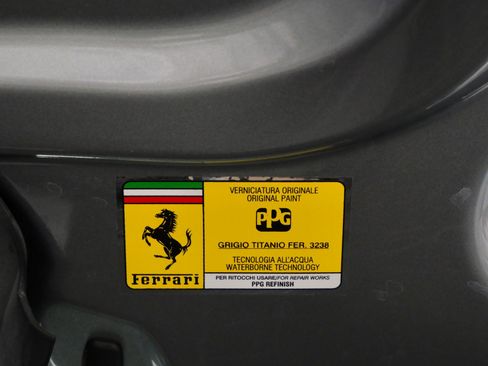 VERNICIATURA ORIGINALE
ORIGINAL PAINT
PPG
GRIGIO TITANIO FER. 3238
TECNOLOGIA ALL'ACQUA
WATERBORNE TECHNOLOGY
Ferrari
PER RITOCCHI USARE/FOR REPAIR WORKS
PPG REFINISH